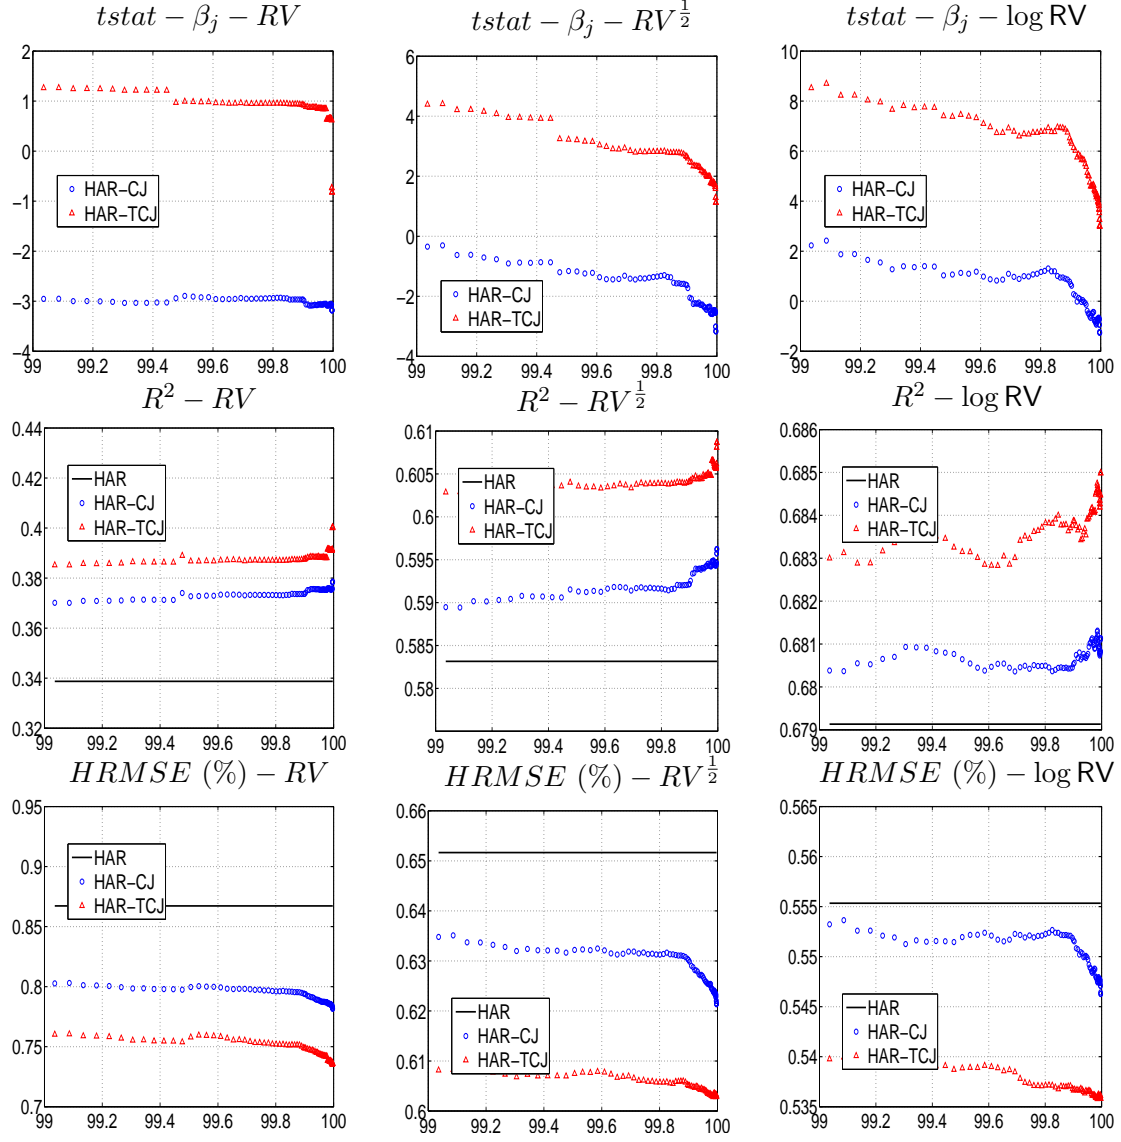 tstat − β_j − RV
tstat − β_j − RV^{1/2}
tstat − β_j − log RV
2
1
0
−1
−2
−3
−4
HAR−CJ
HAR−TCJ
99 99.2 99.4 99.6 99.8 100
6
4
2
0
−2
−4
HAR−CJ
HAR−TCJ
99 99.2 99.4 99.6 99.8 100
10
8
6
4
2
0
−2
HAR−CJ
HAR−TCJ
99 99.2 99.4 99.6 99.8 100
R² − RV
R² − RV^{1/2}
R² − log RV
0.44
0.42
0.4
0.38
0.36
0.34
0.32
HAR
HAR−CJ
HAR−TCJ
99 99.2 99.4 99.6 99.8 100
0.61
0.605
0.6
0.595
0.59
0.585
0.58
HAR
HAR−CJ
HAR−TCJ
99 99.2 99.4 99.6 99.8 100
0.686
0.685
0.684
0.683
0.682
0.681
0.68
0.679
HAR
HAR−CJ
HAR−TCJ
99 99.2 99.4 99.6 99.8 100
HRMSE (%) − RV
HRMSE (%) − RV^{1/2}
HRMSE (%) − log RV
0.95
0.9
0.85
0.8
0.75
0.7
HAR
HAR−CJ
HAR−TCJ
99 99.2 99.4 99.6 99.8 100
0.66
0.65
0.64
0.63
0.62
0.61
0.6
HAR
HAR−CJ
HAR−TCJ
99 99.2 99.4 99.6 99.8 100
0.565
0.56
0.555
0.55
0.545
0.54
0.535
HAR
HAR−CJ
HAR−TCJ
99 99.2 99.4 99.6 99.8 100